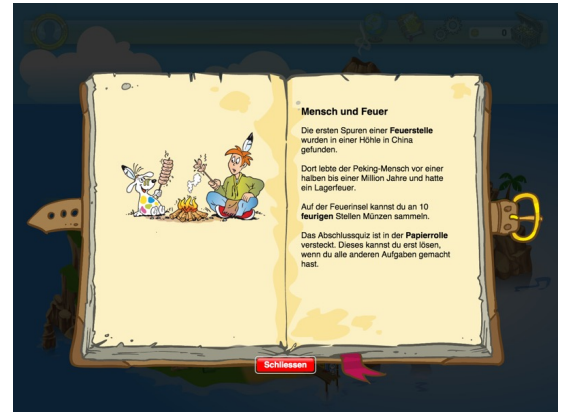 0
Mensch und Feuer
Die ersten Spuren einer Feuerstelle
wurden in einer Höhle in China
gefunden.
Dort lebte der Peking-Mensch vor einer
halben bis einer Million Jahre und hatte
ein Lagerfeuer.
Auf der Feuerinsel kannst du an 10
feurigen Stellen Münzen sammeln.
Das Abschlussquiz ist in der Papierrolle
versteckt. Dieses kannst du erst lösen,
wenn du alle anderen Aufgaben gemacht
hast.
Schliessen